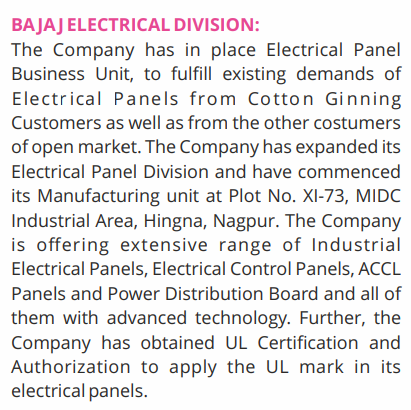 BAJAJ ELECTRICAL DIVISION:
The Company has in place Electrical Panel
Business Unit, to fulfill existing demands of
Electrical Panels from Cotton Ginning
Customers as well as from the other costumers
of open market. The Company has expanded its
Electrical Panel Division and have commenced
its Manufacturing unit at Plot No. XI-73, MIDC
Industrial Area, Hingna, Nagpur. The Company
is offering extensive range of Industrial
Electrical Panels, Electrical Control Panels, ACCL
Panels and Power Distribution Board and all of
them with advanced technology. Further, the
Company has obtained UL Certification and
Authorization to apply the UL mark in its
electrical panels.